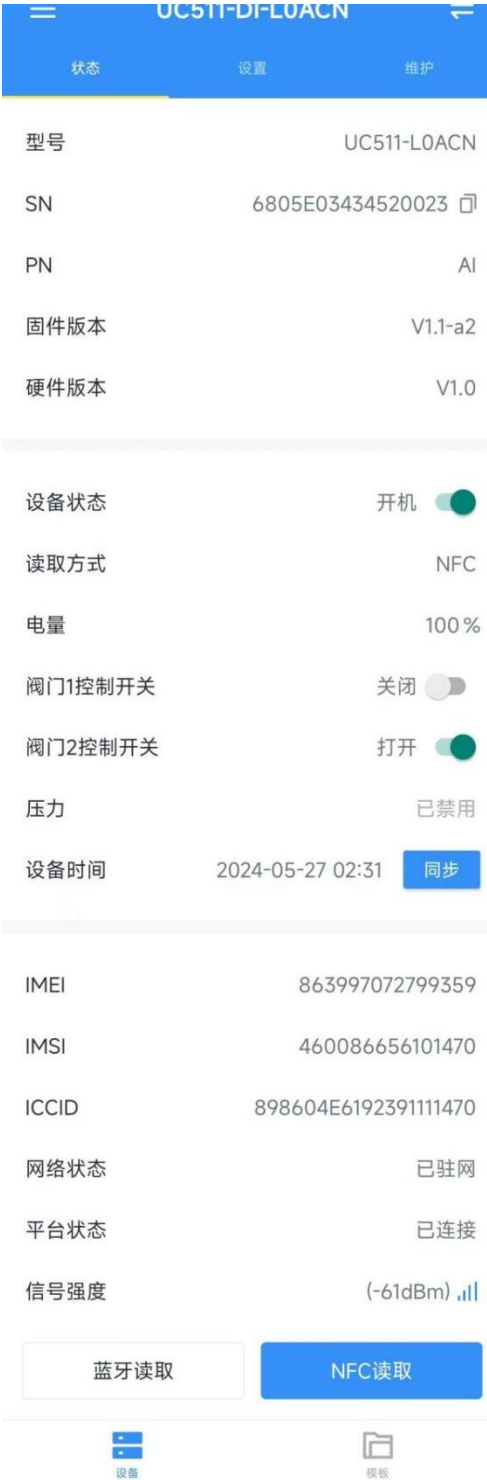 UC511-DI-L0ACN
状态 设置 维护
型号 UC511-L0ACN
SN 6805E03434520023
PN AI
固件版本 V1.1-a2
硬件版本 V1.0
设备状态 开机
读取方式 NFC
电量 100%
阀门1控制开关 关闭
阀门2控制开关 打开
压力 已禁用
设备时间 2024-05-27 02:31 同步
IMEI 863997072799359
IMSI 460086656101470
ICCID 898604E6192391111470
网络状态 已驻网
平台状态 已连接
信号强度 (-61dBm)
蓝牙读取 NFC读取
设备 模板